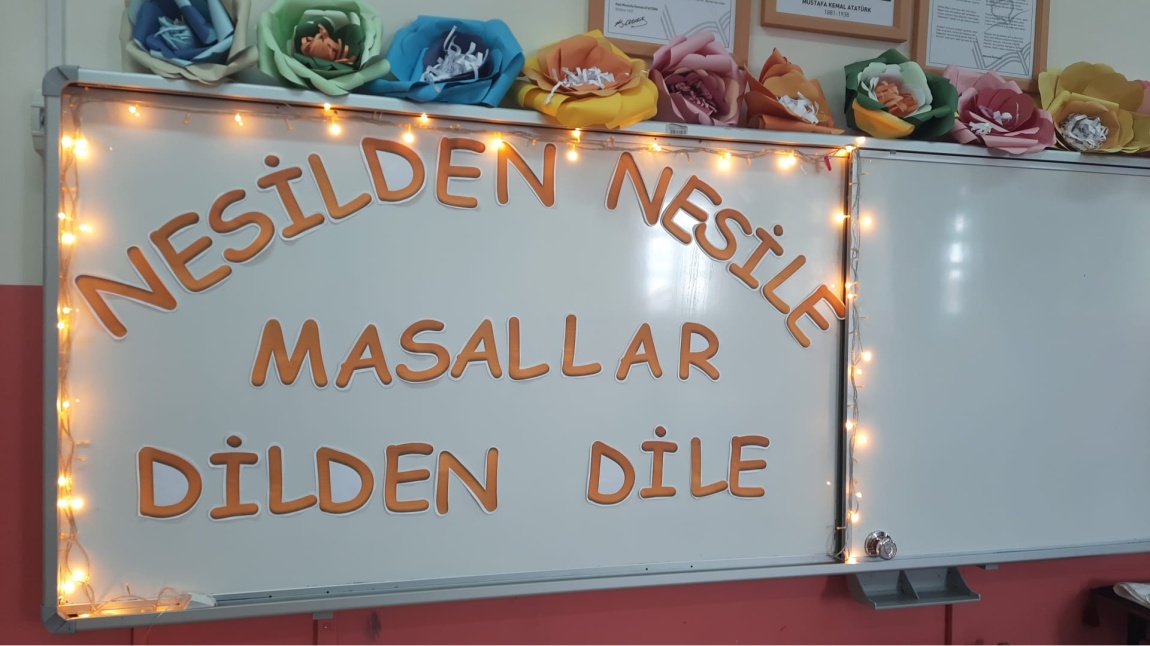 MUSTAFA KEMAL ATATÜRK
1881-1938
NESİLDEN NESİLE
MASALLAR
DİLDEN DİLE